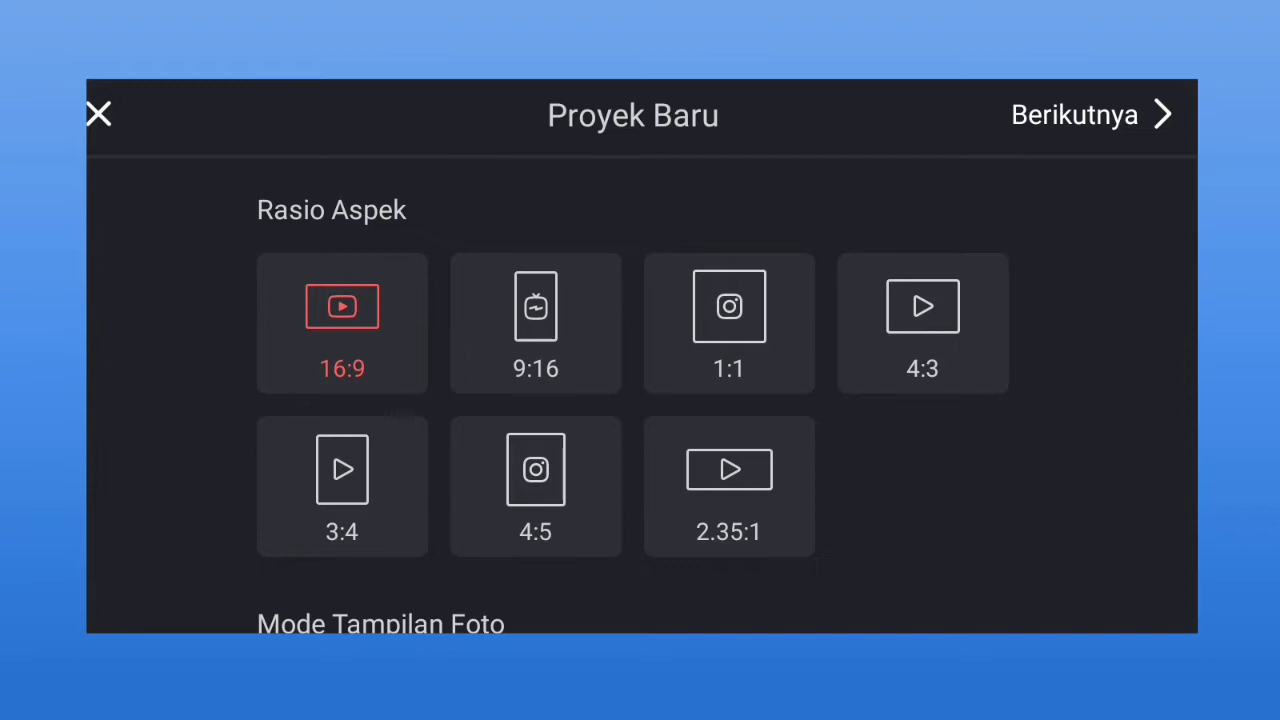 Proyek Baru
Berikutnya
Rasio Aspek
16:9
9:16
1:1
4:3
3:4
4:5
2.35:1
Mode Tampilan Foto